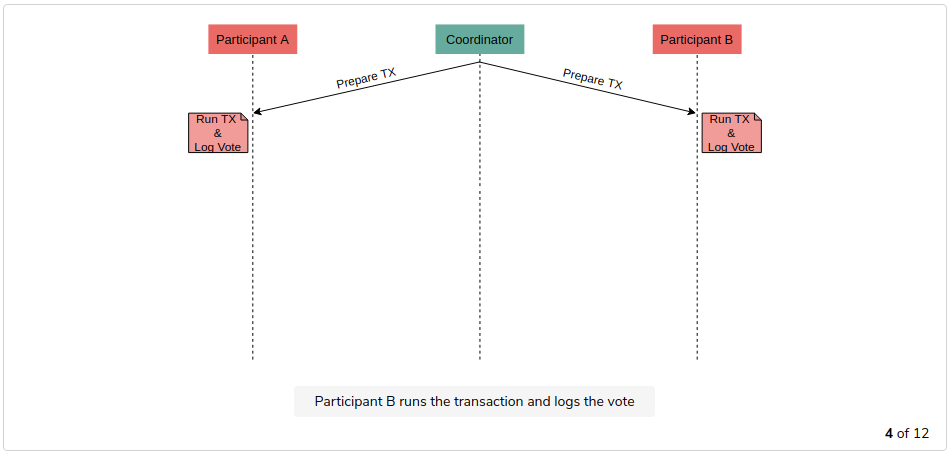 Participant A
Coordinator
Participant B
Prepare TX
Prepare TX
Run TX
&
Log Vote
Run TX
&
Log Vote
Participant B runs the transaction and logs the vote
4 of 12